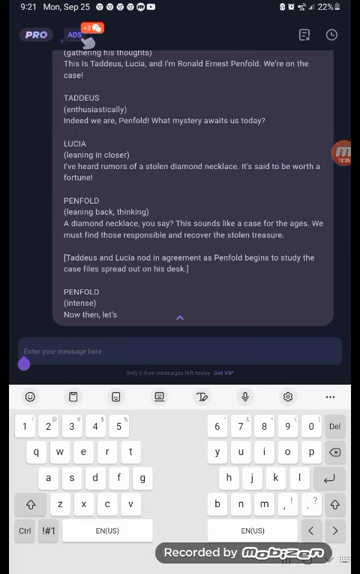 9:21 Mon, Sep 25
22%
PRO ADS +3
(gathering his thoughts)
This Is Taddeus, Lucia, and I'm Ronald Ernest Penfold. We're on the
case!
TADDEUS
(enthusiastically)
Indeed we are, Penfold! What mystery awaits us today?
LUCIA
(leaning in closer)
I've heard rumors of a stolen diamond necklace. It's said to be worth a
fortune!
PENFOLD
(leaning back, thinking)
A diamond necklace, you say? This sounds like a case for the ages. We
must find those responsible and recover the stolen treasure.
[Taddeus and Lucia nod in agreement as Penfold begins to study the
case files spread out on his desk.]
PENFOLD
(intense)
Now then, let's
Enter your message here
Only 5 free messages left today. Get VIP
1 2 3 4 5 6 7 8 9 0 Del
q w e r t y u i o p
a s d f g h j k l
z x c v b n m , ! . ?
Ctrl !#1 EN(US) EN(US) < >
Recorded by mobizen